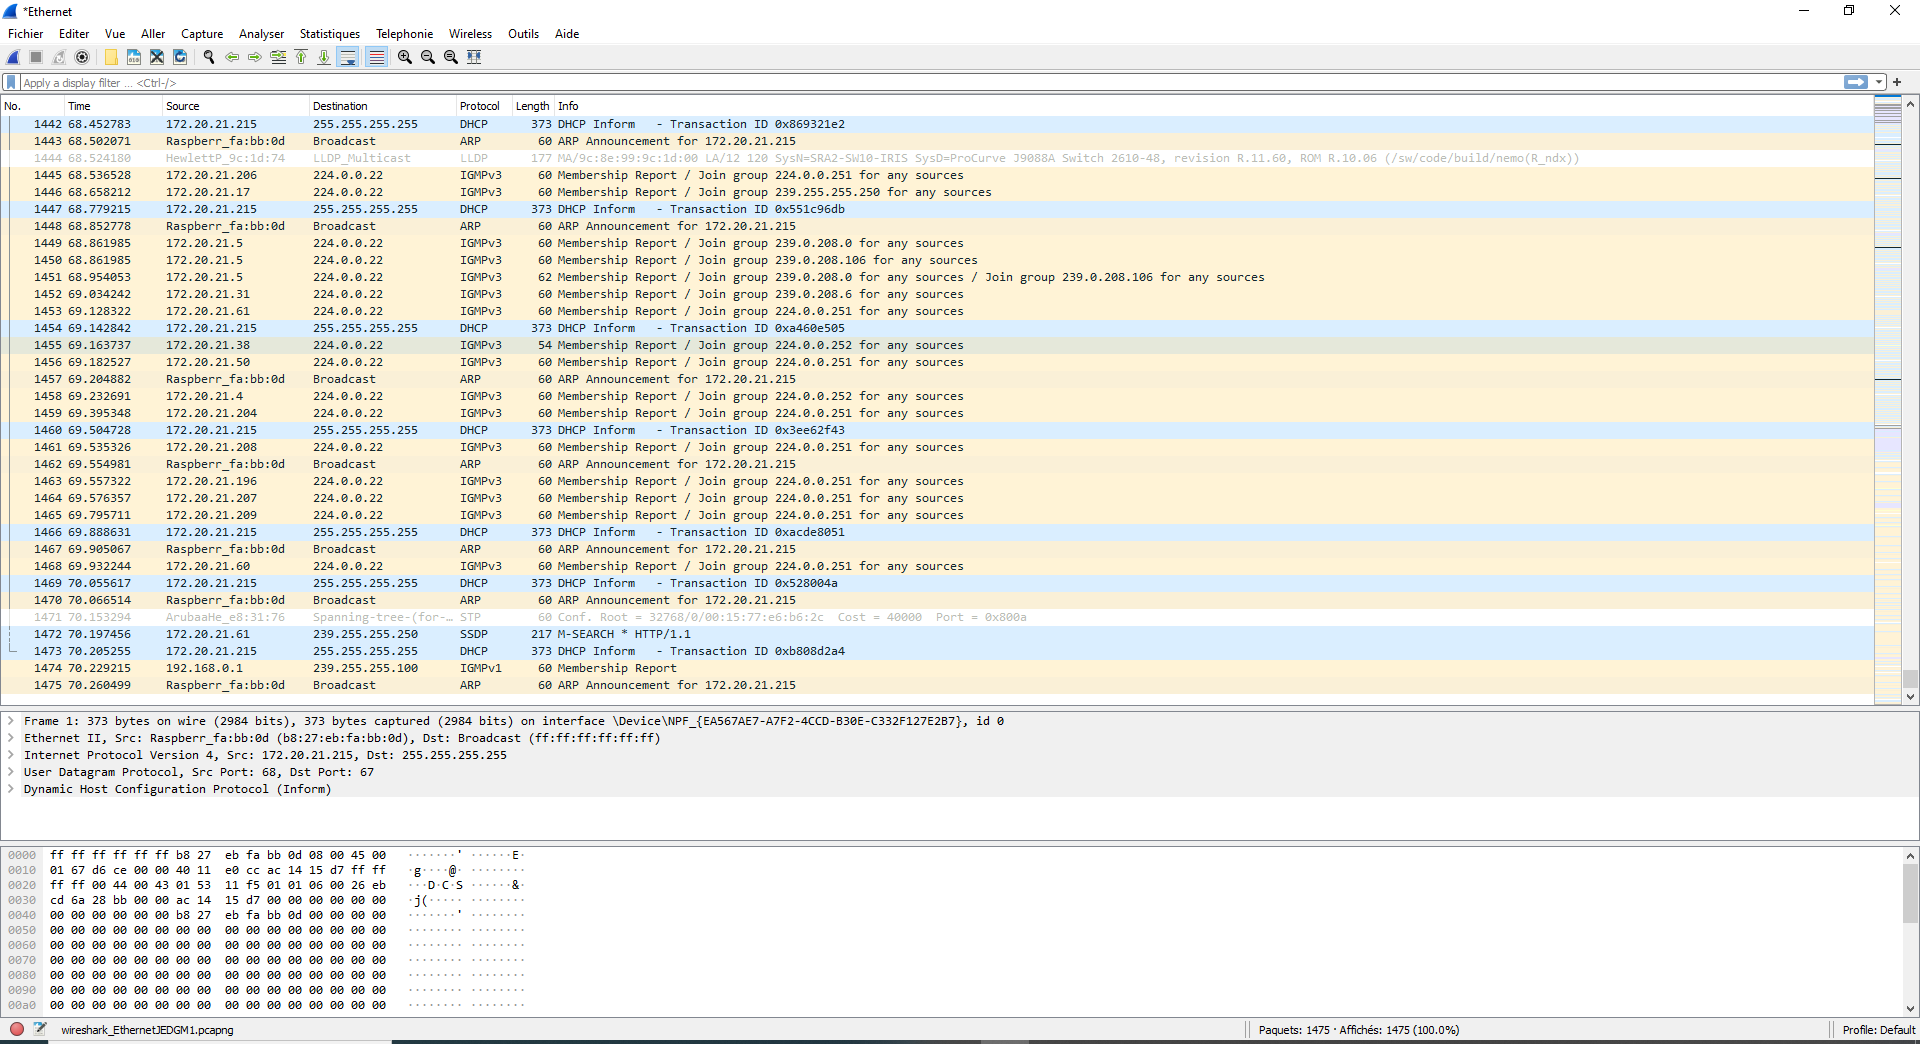 *Ethernet
Fichier Editer Vue Aller Capture Analyser Statistiques Telephonie Wireless Outils Aide
Apply a display filter ... <Ctrl-/>
No. Time Source Destination Protocol Length Info
1442 68.452783 172.20.21.215 255.255.255.255 DHCP 373 DHCP Inform - Transaction ID 0x869321e2
1443 68.502071 Raspberr_fa:bb:0d Broadcast ARP 60 ARP Announcement for 172.20.21.215
1444 68.524180 HewlettP_9c:1d:74 LLDP_Multicast LLDP 177 MA/9c:8e:99:9c:1d:00 LA/12 120 SysN=SRA2-SW10-IRIS SysD=ProCurve J9088A Switch 2610-48, revision R.11.60, ROM R.10.06 (/sw/code/build/nemo(R_ndx))
1445 68.536528 172.20.21.206 224.0.0.22 IGMPv3 60 Membership Report / Join group 224.0.0.251 for any sources
1446 68.658212 172.20.21.17 224.0.0.22 IGMPv3 60 Membership Report / Join group 239.255.255.250 for any sources
1447 68.779215 172.20.21.215 255.255.255.255 DHCP 373 DHCP Inform - Transaction ID 0x551c96db
1448 68.852778 Raspberr_fa:bb:0d Broadcast ARP 60 ARP Announcement for 172.20.21.215
1449 68.861985 172.20.21.5 224.0.0.22 IGMPv3 60 Membership Report / Join group 239.0.208.0 for any sources
1450 68.861985 172.20.21.5 224.0.0.22 IGMPv3 60 Membership Report / Join group 239.0.208.106 for any sources
1451 68.954053 172.20.21.5 224.0.0.22 IGMPv3 62 Membership Report / Join group 239.0.208.0 for any sources / Join group 239.0.208.106 for any sources
1452 69.034242 172.20.21.31 224.0.0.22 IGMPv3 60 Membership Report / Join group 239.0.208.6 for any sources
1453 69.128322 172.20.21.61 224.0.0.22 IGMPv3 60 Membership Report / Join group 224.0.0.251 for any sources
1454 69.142842 172.20.21.215 255.255.255.255 DHCP 373 DHCP Inform - Transaction ID 0xa460e505
1455 69.163737 172.20.21.38 224.0.0.22 IGMPv3 54 Membership Report / Join group 224.0.0.252 for any sources
1456 69.182527 172.20.21.50 224.0.0.22 IGMPv3 60 Membership Report / Join group 224.0.0.251 for any sources
1457 69.204882 Raspberr_fa:bb:0d Broadcast ARP 60 ARP Announcement for 172.20.21.215
1458 69.232691 172.20.21.4 224.0.0.22 IGMPv3 60 Membership Report / Join group 224.0.0.252 for any sources
1459 69.395348 172.20.21.204 224.0.0.22 IGMPv3 60 Membership Report / Join group 224.0.0.251 for any sources
1460 69.504728 172.20.21.215 255.255.255.255 DHCP 373 DHCP Inform - Transaction ID 0x3ee62f43
1461 69.535326 172.20.21.208 224.0.0.22 IGMPv3 60 Membership Report / Join group 224.0.0.251 for any sources
1462 69.554981 Raspberr_fa:bb:0d Broadcast ARP 60 ARP Announcement for 172.20.21.215
1463 69.557322 172.20.21.196 224.0.0.22 IGMPv3 60 Membership Report / Join group 224.0.0.251 for any sources
1464 69.576357 172.20.21.207 224.0.0.22 IGMPv3 60 Membership Report / Join group 224.0.0.251 for any sources
1465 69.795711 172.20.21.209 224.0.0.22 IGMPv3 60 Membership Report / Join group 224.0.0.251 for any sources
1466 69.888631 172.20.21.215 255.255.255.255 DHCP 373 DHCP Inform - Transaction ID 0xacde8051
1467 69.905067 Raspberr_fa:bb:0d Broadcast ARP 60 ARP Announcement for 172.20.21.215
1468 69.932244 172.20.21.60 224.0.0.22 IGMPv3 60 Membership Report / Join group 224.0.0.251 for any sources
1469 70.055617 172.20.21.215 255.255.255.255 DHCP 373 DHCP Inform - Transaction ID 0x528004a
1470 70.066514 Raspberr_fa:bb:0d Broadcast ARP 60 ARP Announcement for 172.20.21.215
1471 70.153294 ArubaaHe_e8:31:76 Spanning-tree-(for-… STP 60 Conf. Root = 32768/0/00:15:77:e6:b6:2c Cost = 40000 Port = 0x800a
1472 70.197456 172.20.21.61 239.255.255.250 SSDP 217 M-SEARCH * HTTP/1.1
1473 70.205255 172.20.21.215 255.255.255.255 DHCP 373 DHCP Inform - Transaction ID 0xb808d2a4
1474 70.229215 192.168.0.1 239.255.255.100 IGMPv1 60 Membership Report
1475 70.260499 Raspberr_fa:bb:0d Broadcast ARP 60 ARP Announcement for 172.20.21.215
Frame 1: 373 bytes on wire (2984 bits), 373 bytes captured (2984 bits) on interface \Device\NPF_{EA567AE7-A7F2-4CCD-B30E-C332F127E2B7}, id 0
Ethernet II, Src: Raspberr_fa:bb:0d (b8:27:eb:fa:bb:0d), Dst: Broadcast (ff:ff:ff:ff:ff:ff)
Internet Protocol Version 4, Src: 172.20.21.215, Dst: 255.255.255.255
User Datagram Protocol, Src Port: 68, Dst Port: 67
Dynamic Host Configuration Protocol (Inform)
0000 ff ff ff ff ff ff b8 27 eb fa bb 0d 08 00 45 00 ·······' ······E·
0010 01 67 d6 ce 00 00 40 11 e0 cc ac 14 15 d7 ff ff ·g····@· ········
0020 ff ff 00 44 00 43 01 53 11 f5 01 01 06 00 26 eb ···D·C·S ······&·
0030 cd 6a 28 bb 00 00 ac 14 15 d7 00 00 00 00 00 00 ·j(····· ········
0040 00 00 00 00 00 00 b8 27 eb fa bb 0d 00 00 00 00 ·······' ········
0050 00 00 00 00 00 00 00 00 00 00 00 00 00 00 00 00 ········ ········
0060 00 00 00 00 00 00 00 00 00 00 00 00 00 00 00 00 ········ ········
0070 00 00 00 00 00 00 00 00 00 00 00 00 00 00 00 00 ········ ········
0080 00 00 00 00 00 00 00 00 00 00 00 00 00 00 00 00 ········ ········
0090 00 00 00 00 00 00 00 00 00 00 00 00 00 00 00 00 ········ ········
00a0 00 00 00 00 00 00 00 00 00 00 00 00 00 00 00 00 ········ ········
wireshark_EthernetJEDGM1.pcapng Paquets: 1475 · Affichés: 1475 (100.0%) Profile: Default